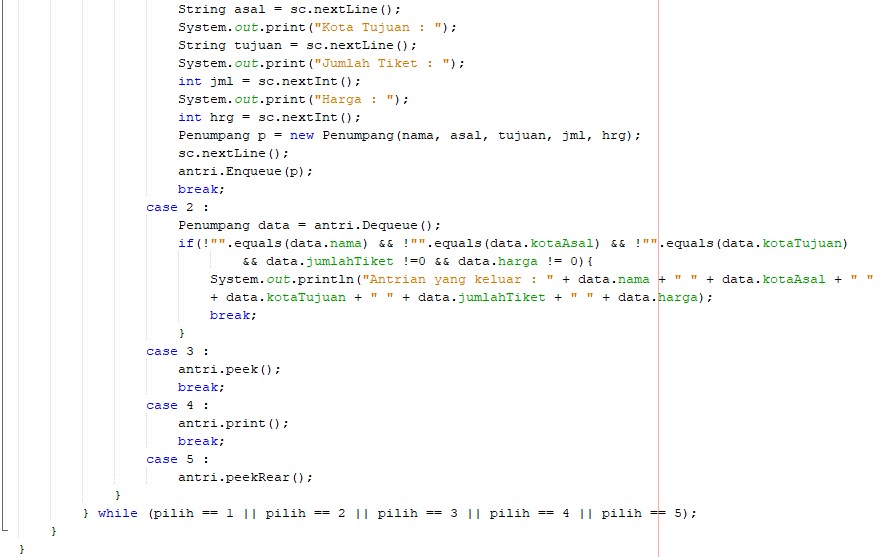 String asal = sc.nextLine();
System.out.print("Kota Tujuan : ");
String tujuan = sc.nextLine();
System.out.print("Jumlah Tiket : ");
int jml = sc.nextInt();
System.out.print("Harga : ");
int hrg = sc.nextInt();
Penumpang p = new Penumpang(nama, asal, tujuan, jml, hrg);
sc.nextLine();
antri.Enqueue(p);
break;
case 2 :
Penumpang data = antri.Dequeue();
if(!"".equals(data.nama) && !"".equals(data.kotaAsal) && !"".equals(data.kotaTujuan)
&& data.jumlahTiket !=0 && data.harga != 0){
System.out.println("Antrian yang keluar : " + data.nama + " " + data.kotaAsal + " "
+ data.kotaTujuan + " " + data.jumlahTiket + " " + data.harga);
break;
}
case 3 :
antri.peek();
break;
case 4 :
antri.print();
break;
case 5 :
antri.peekRear();
}
} while (pilih == 1 || pilih == 2 || pilih == 3 || pilih == 4 || pilih == 5);
}
}